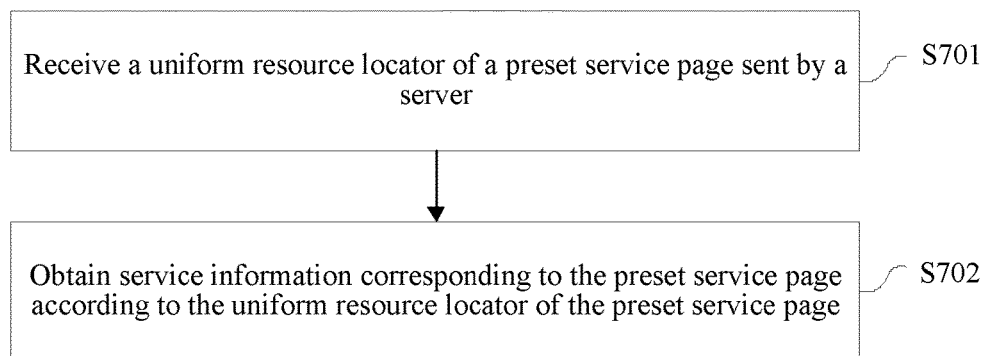 Receive a uniform resource locator of a preset service page sent by a
server
S701
Obtain service information corresponding to the preset service page
according to the uniform resource locator of the preset service page
S702